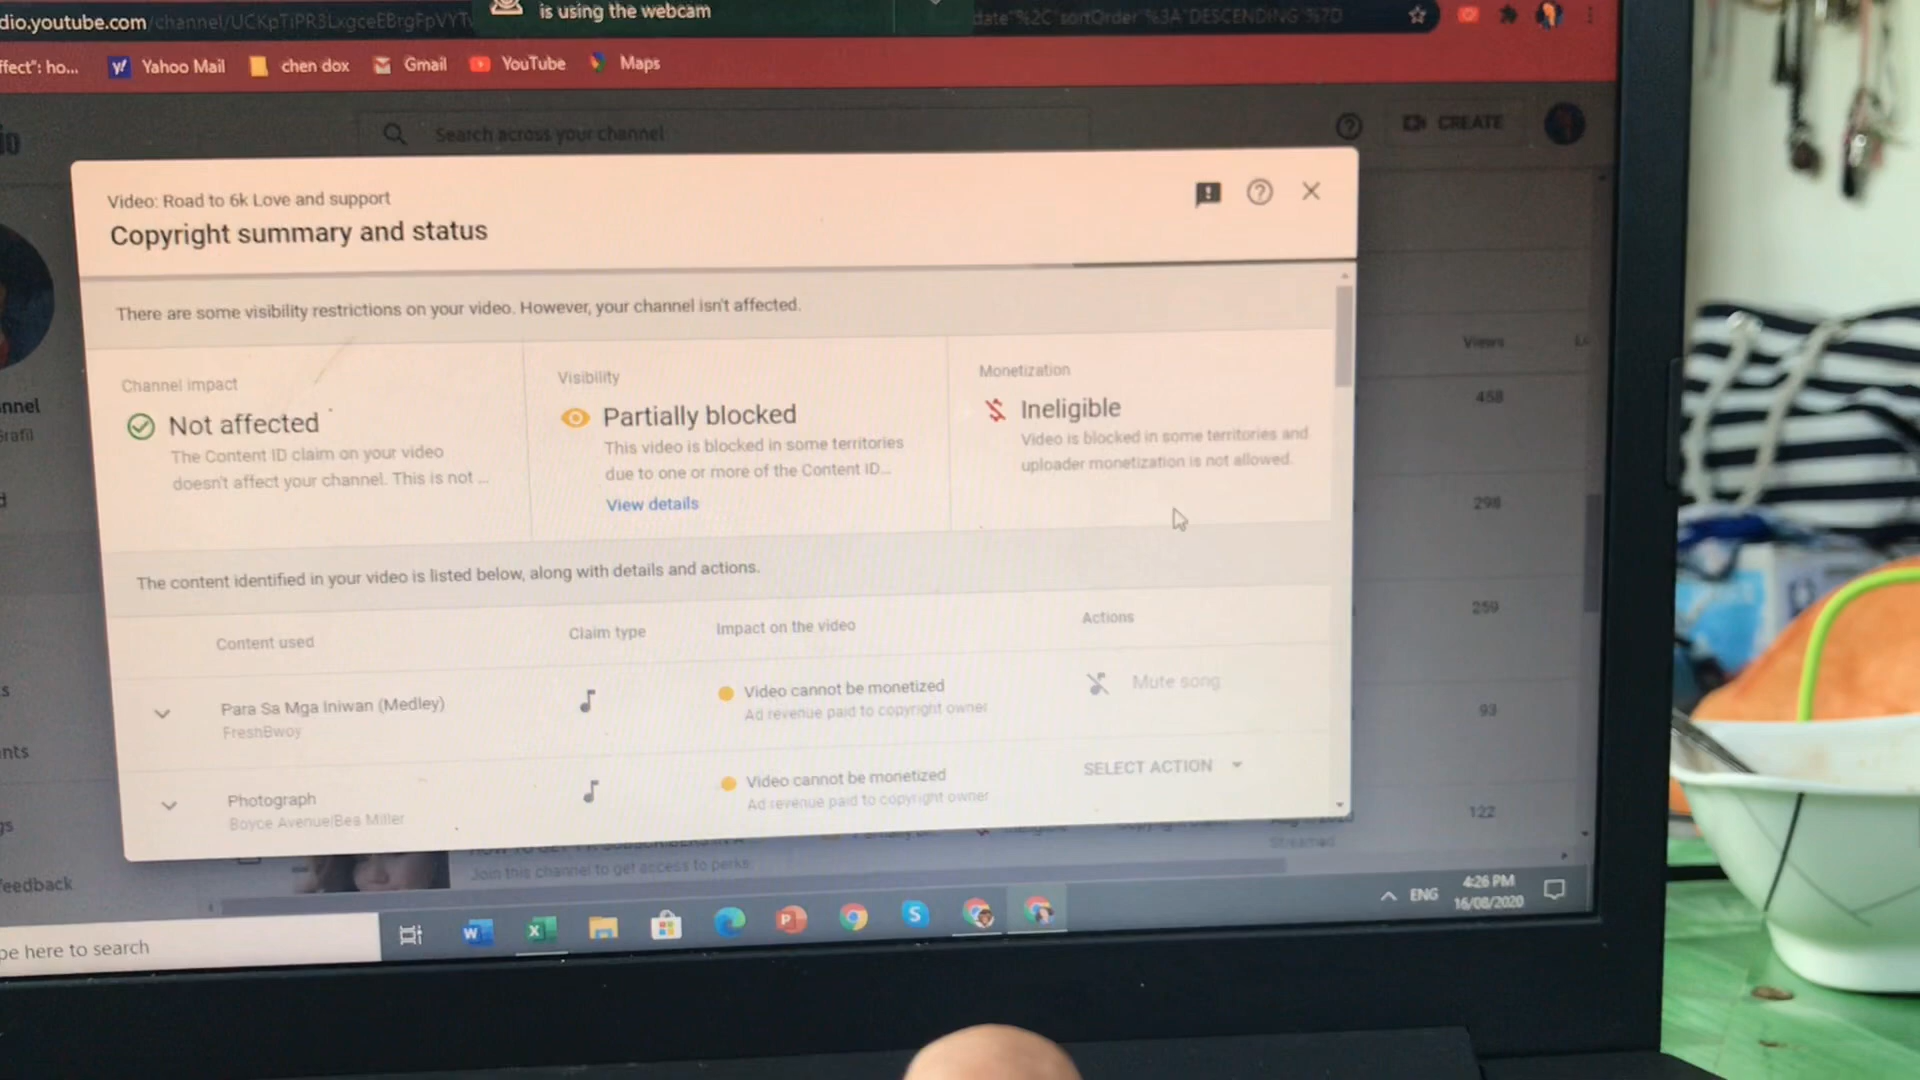 dio.youtube.com/channel/UCKpTiPR3LxgceEBrgFpVYTv
is using the webcam
date"%2C"sortOrder"%3A"DESCENDING"%7D
ffect": ho...
Yahoo Mail
chen dox
Gmail
YouTube
Maps
io
Search across your channel
CREATE
Video: Road to 6k Love and support
Copyright summary and status
There are some visibility restrictions on your video. However, your channel isn't affected.
Channel impact
Not affected
The Content ID claim on your video
doesn't affect your channel. This is not ...
Visibility
Partially blocked
This video is blocked in some territories
due to one or more of the Content ID...
View details
Monetization
Ineligible
Video is blocked in some territories and
uploader monetization is not allowed.
The content identified in your video is listed below, along with details and actions.
Content used
Claim type
Impact on the video
Actions
Para Sa Mga Iniwan (Medley)
FreshBwoy
Video cannot be monetized
Ad revenue paid to copyright owner
Mute song
Photograph
Boyce Avenue/Bea Miller
Video cannot be monetized
Ad revenue paid to copyright owner
SELECT ACTION
Views
458
298
259
93
122
nnel
Grafil
nts
gs
feedback
Join this channel to get access to perks:
Streamed
pe here to search
ENG
4:26 PM
16/08/2020